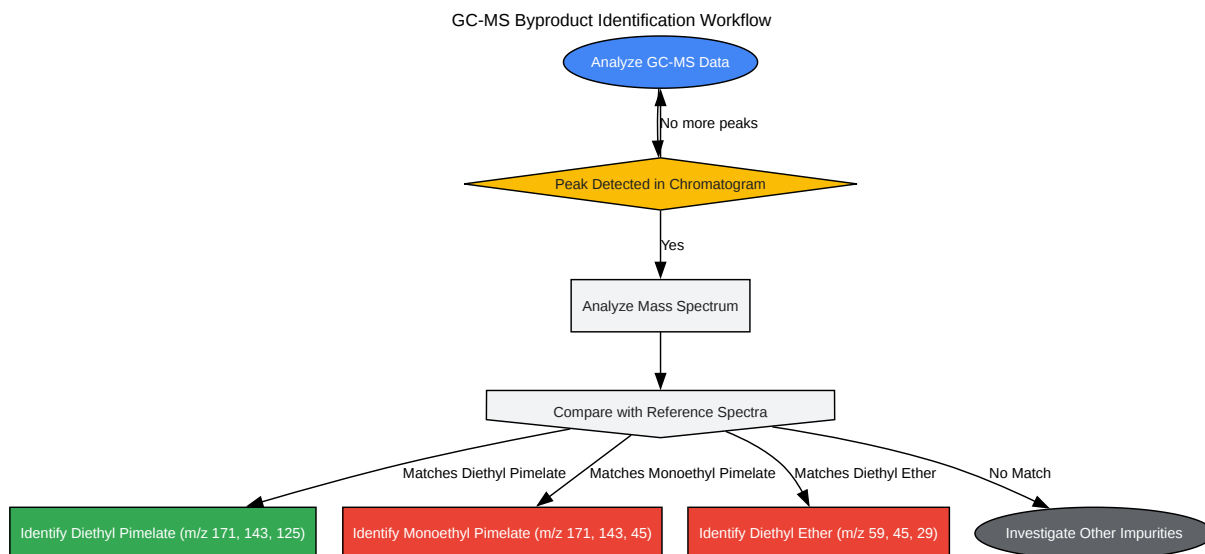 GC-MS Byproduct Identification Workflow
Analyze GC-MS Data
No more peaks
Peak Detected in Chromatogram
Yes
Analyze Mass Spectrum
Compare with Reference Spectra
Matches Diethyl Pimelate
Matches Monoethyl Pimelate
Matches Diethyl Ether
No Match
Identify Diethyl Pimelate (m/z 171, 143, 125)
Identify Monoethyl Pimelate (m/z 171, 143, 45)
Identify Diethyl Ether (m/z 59, 45, 29)
Investigate Other Impurities